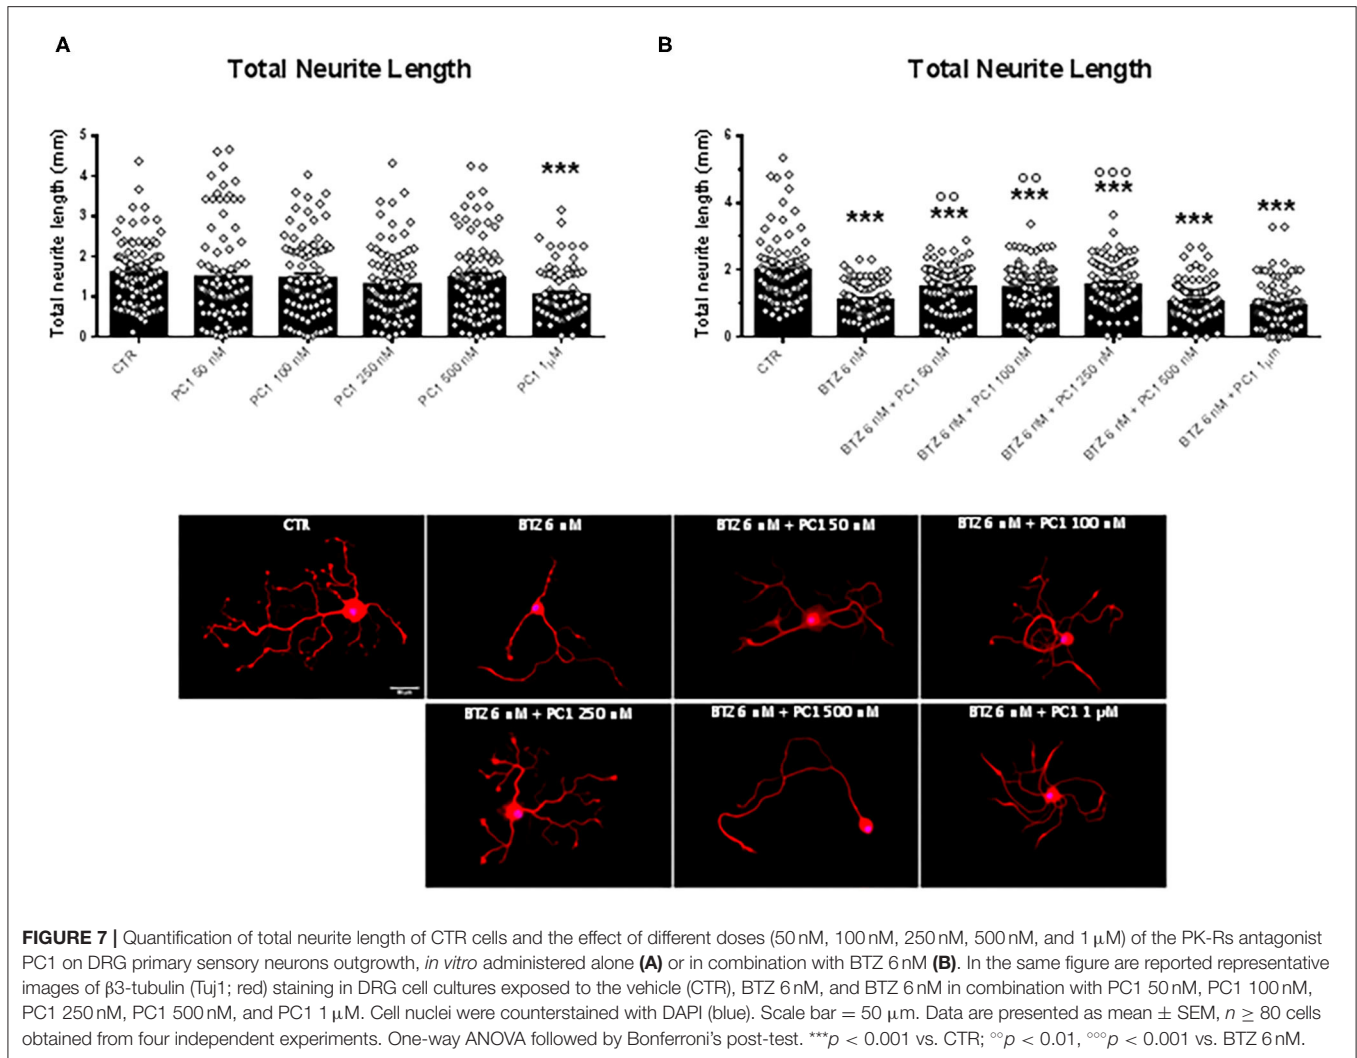 A
Total Neurite Length
Total neurite length (mm)
5
4
3
2
1
0
***
CTR
PC1 50 nM
PC1 100 nM
PC1 250 nM
PC1 500 nM
PC1 1µM
B
Total Neurite Length
Total neurite length (mm)
6
4
2
0
***
°°
***
°°
***
°°°
***
***
***
CTR
BTZ 6 nM
BTZ 6 nM + PC1 50 nM
BTZ 6 nM + PC1 100 nM
BTZ 6 nM + PC1 250 nM
BTZ 6 nM + PC1 500 nM
BTZ 6 nM + PC1 1µm
CTR
BTZ 6 nM
BTZ 6 nM + PC1 50 nM
BTZ 6 nM + PC1 100 nM
BTZ 6 nM + PC1 250 nM
BTZ 6 nM + PC1 500 nM
BTZ 6 nM + PC1 1 µM
FIGURE 7 | Quantification of total neurite length of CTR cells and the effect of different doses (50 nM, 100 nM, 250 nM, 500 nM, and 1 µM) of the PK-Rs antagonist
PC1 on DRG primary sensory neurons outgrowth, in vitro administered alone (A) or in combination with BTZ 6 nM (B). In the same figure are reported representative
images of β3-tubulin (Tuj1; red) staining in DRG cell cultures exposed to the vehicle (CTR), BTZ 6 nM, and BTZ 6 nM in combination with PC1 50 nM, PC1 100 nM,
PC1 250 nM, PC1 500 nM, and PC1 1 µM. Cell nuclei were counterstained with DAPI (blue). Scale bar = 50 µm. Data are presented as mean ± SEM, n ≥ 80 cells
obtained from four independent experiments. One-way ANOVA followed by Bonferroni's post-test. ***p < 0.001 vs. CTR; °°p < 0.01, °°°p < 0.001 vs. BTZ 6 nM.